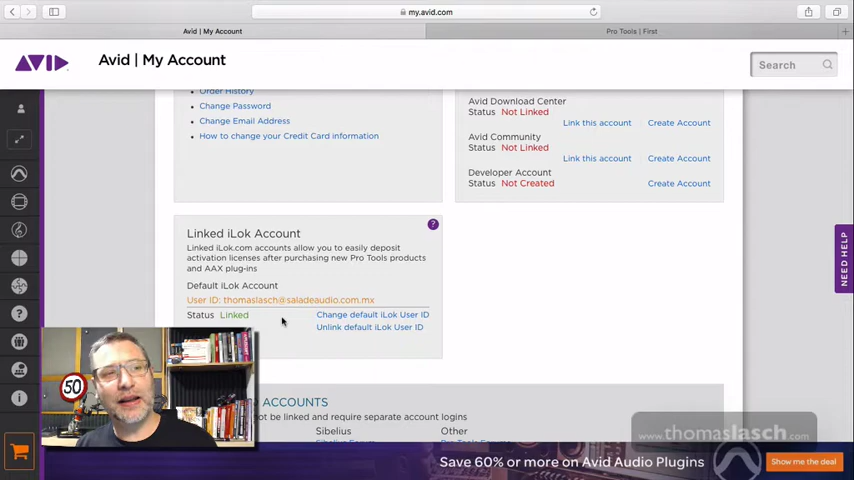 my.avid.com
Avid | My Account
Pro Tools | First
AVID
Avid | My Account
Search
Order History
Change Password
Change Email Address
How to change your Credit Card information
Avid Download Center
Status Not Linked
Link this account Create Account
Avid Community
Status Not Linked
Link this account Create Account
Developer Account
Status Not Created
Create Account
Linked iLok Account
?
Linked iLok.com accounts allow you to easily deposit
activation licenses after purchasing new Pro Tools products
and AAX plug-ins
Default iLok Account
User ID: thomaslasch@saladeaudio.com.mx
Status Linked
Change default iLok User ID
Unlink default iLok User ID
NEED HELP
50
ACCOUNTS
not be linked and require separate account logins
Sibelius Other
Sibelius Forum Pro Tools Forums
www.thomaslasch.com
Save 60% or more on Avid Audio Plugins
Show me the deal